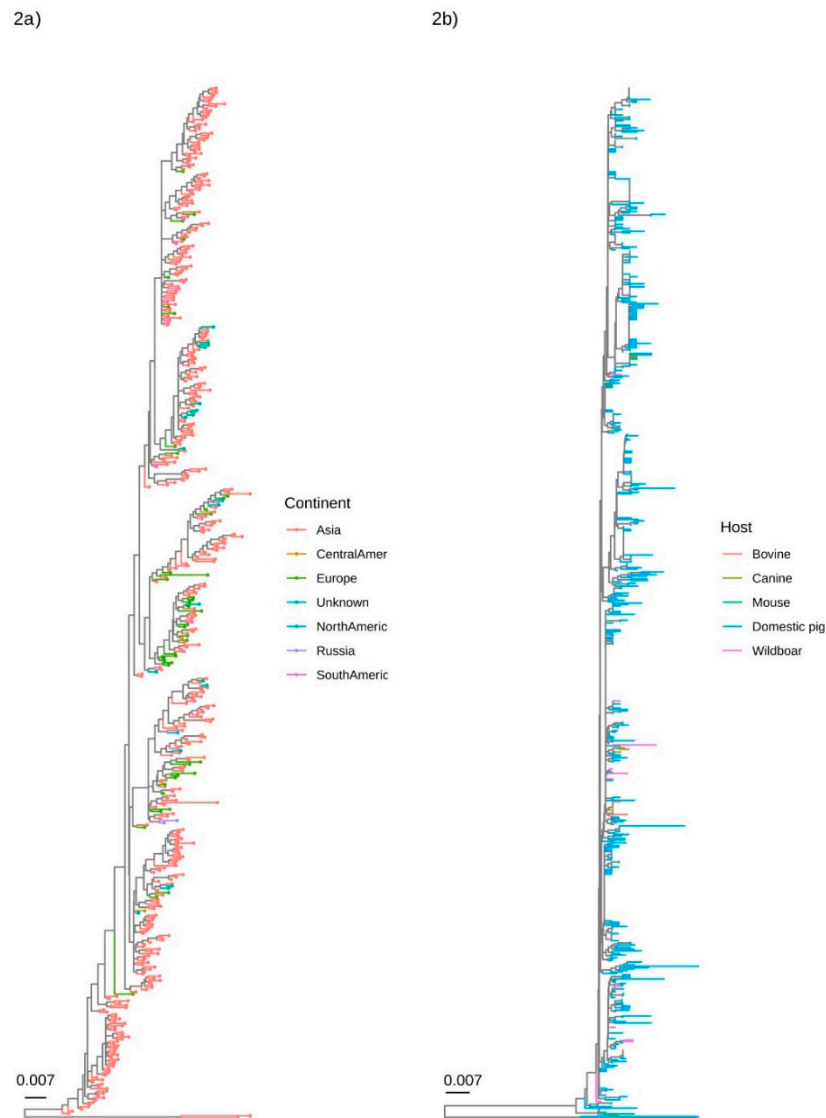 2a)
2b)
Continent
Asia
CentralAmer
Europe
Unknown
NorthAmeric
Russia
SouthAmeric
Host
Bovine
Canine
Mouse
Domestic pig
Wildboar
0.007
0.007